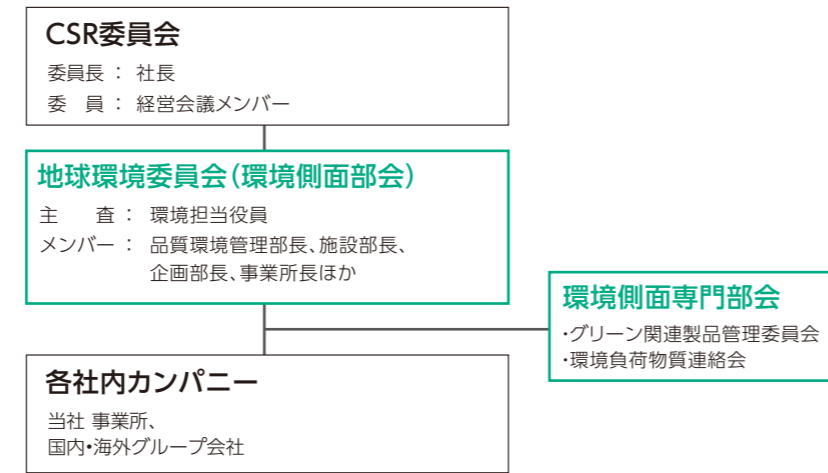 CSR委員会
委員長 ： 社長
委　員 ： 経営会議メンバー
地球環境委員会（環境側面部会）
主　　査 ： 環境担当役員
メンバー ： 品質環境管理部長、施設部長、
企画部長、事業所長ほか
環境側面専門部会
・グリーン関連製品管理委員会
・環境負荷物質連絡会
各社内カンパニー
当社 事業所、
国内・海外グループ会社